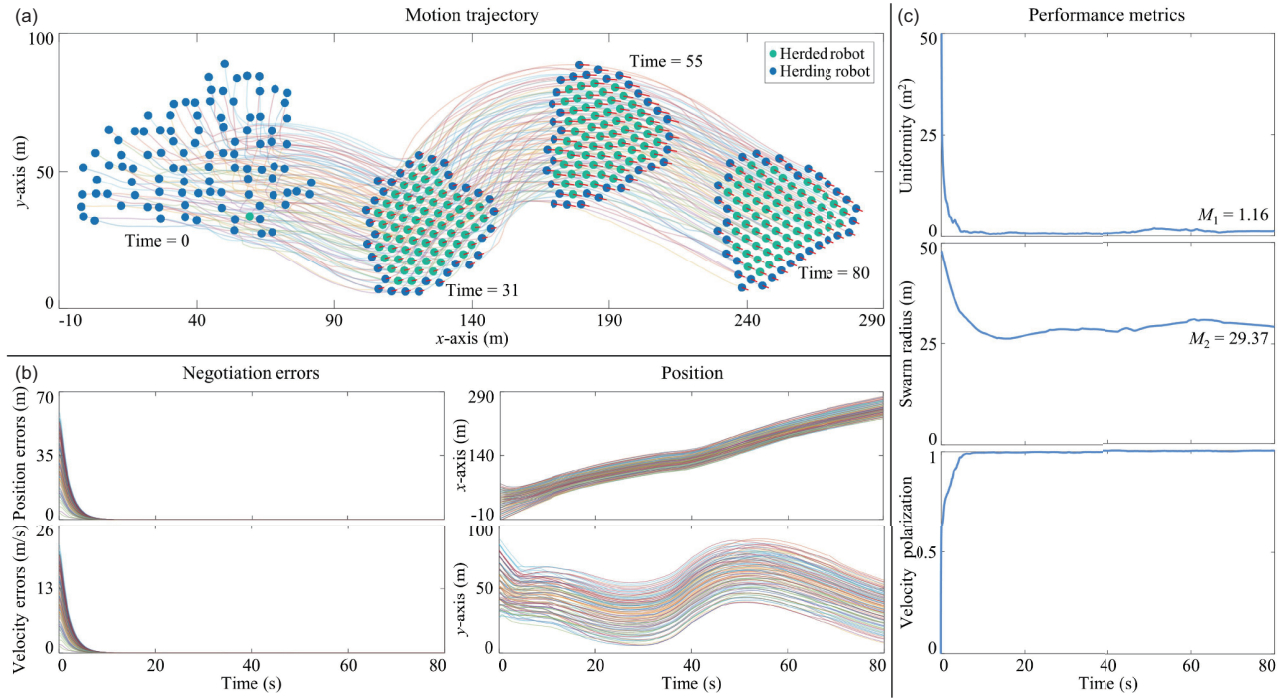 (a)
Motion trajectory
100
50
0
y-axis (m)
-10
40
90
140
190
240
290
x-axis (m)
Herded robot
Herding robot
Time = 0
Time = 31
Time = 55
Time = 80
(b)
Negotiation errors
Position errors (m)
70
35
0
Velocity errors (m/s)
26
13
0
0
20
40
60
80
Time (s)
Position
x-axis (m)
290
140
-10
y-axis (m)
100
50
0
0
20
40
60
80
Time (s)
(c)
Performance metrics
Uniformity (m²)
50
25
0
M₁ = 1.16
Swarm radius (m)
50
25
0
M₂ = 29.37
Velocity polarization
1
0.5
0
0
20
40
60
80
Time (s)